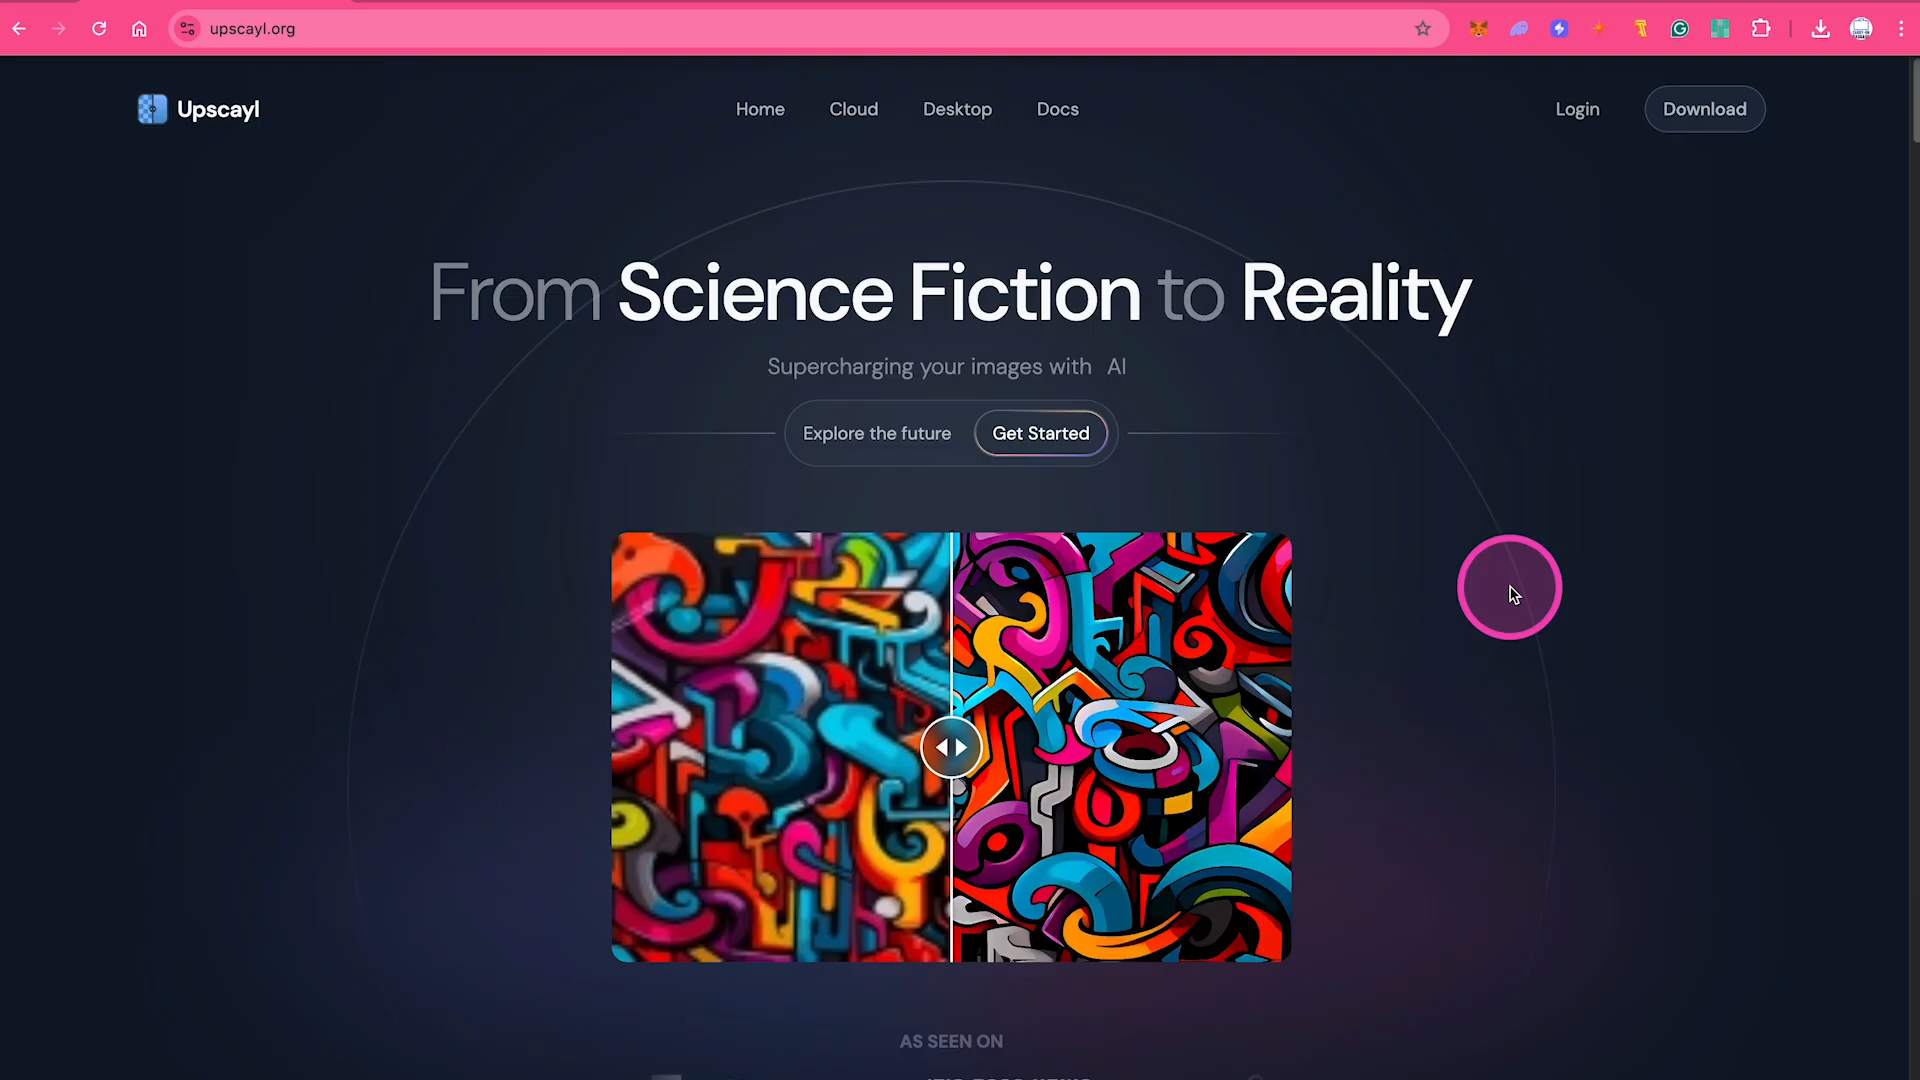 upscayl.org
Upscayl
Home
Cloud
Desktop
Docs
Login
Download
From Science Fiction to Reality
Supercharging your images with AI
Explore the future
Get Started
AS SEEN ON